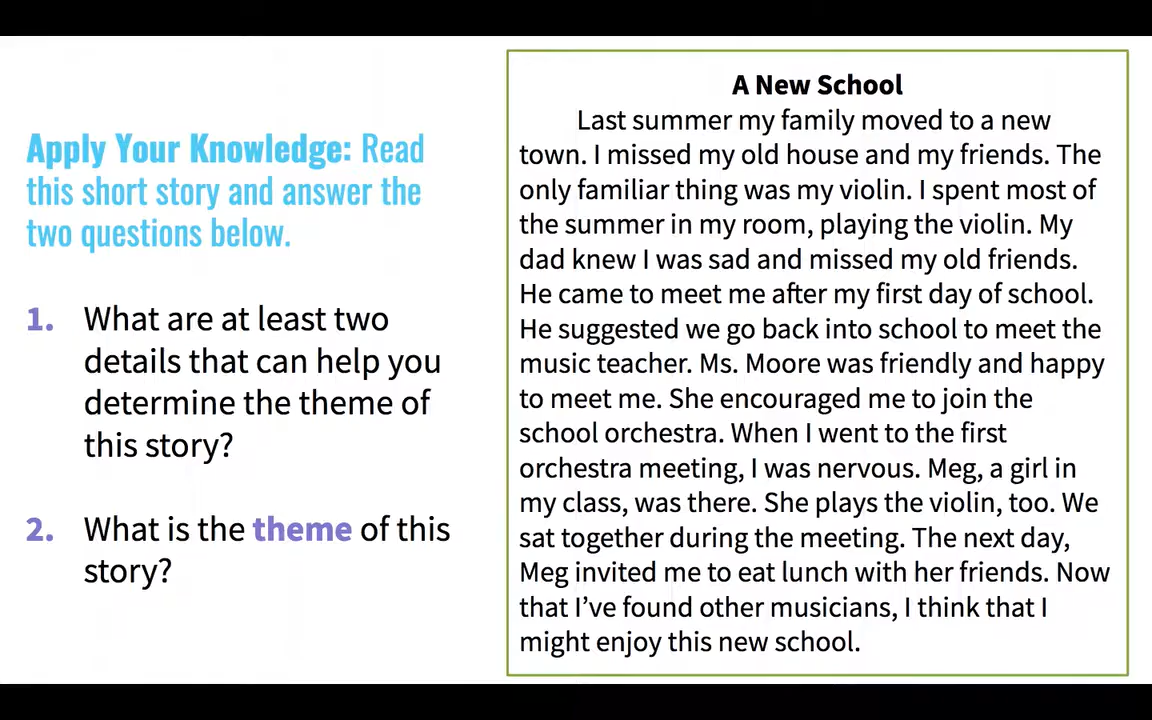 Apply Your Knowledge: Read
this short story and answer the
two questions below.
1. What are at least two
details that can help you
determine the theme of
this story?
2. What is the theme of this
story?
A New School
Last summer my family moved to a new
town. I missed my old house and my friends. The
only familiar thing was my violin. I spent most of
the summer in my room, playing the violin. My
dad knew I was sad and missed my old friends.
He came to meet me after my first day of school.
He suggested we go back into school to meet the
music teacher. Ms. Moore was friendly and happy
to meet me. She encouraged me to join the
school orchestra. When I went to the first
orchestra meeting, I was nervous. Meg, a girl in
my class, was there. She plays the violin, too. We
sat together during the meeting. The next day,
Meg invited me to eat lunch with her friends. Now
that I’ve found other musicians, I think that I
might enjoy this new school.